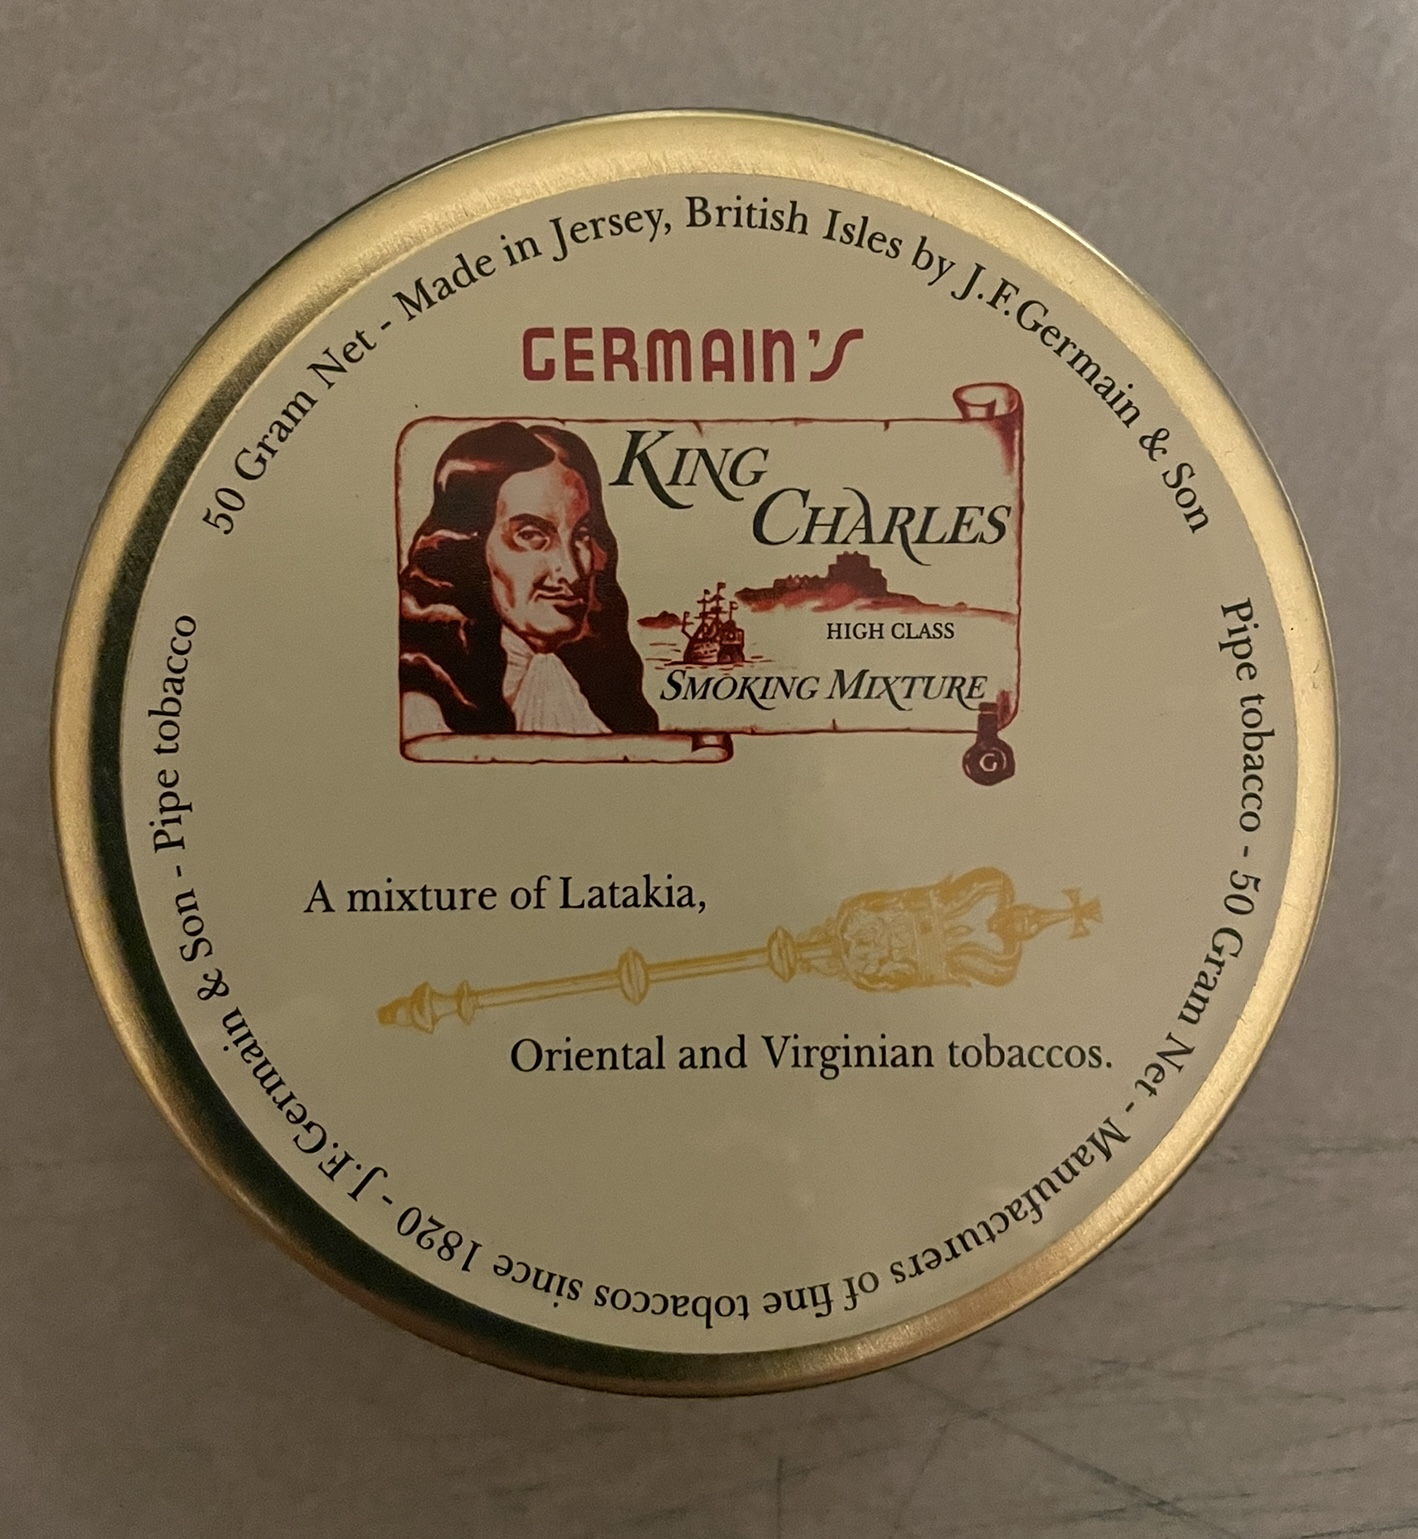 50 Gram Net - Made in Jersey, British Isles by J.F.Germain & Son
GERMAIN'S
KING
CHARLES
HIGH CLASS
SMOKING MIXTURE
G
A mixture of Latakia,
Oriental and Virginian tobaccos.
Pipe tobacco - 50 Gram Net - Manufacturers of fine tobaccos since 1820 - J.F.Germain & Son - Pipe tobacco